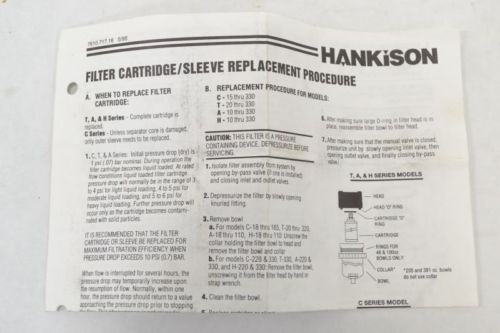 7610.717.16 5/95
HANKiSON
FILTER CARTRIDGE/SLEEVE REPLACEMENT PROCEDURE
A. WHEN TO REPLACE FILTER
CARTRIDGE:
T, A, & H Series - Complete cartridge is
replaced.
C Series - Unless separator core is damaged,
only outer sleeve needs to be replaced.
1. C, T, & A Series: Initial pressure drop (dry) is
1 psi (.07) bar nominal. During operation the
filter cartridge becomes liquid loaded. At rated
flow conditions liquid loaded filter cartridge
pressure drop will normally be in the range of 3
to 4 psi for light liquid loading, 4 to 5 psi for
moderate liquid loading, and 5 to 6 psi for
heavy liquid loading. Further pressure drop will
occur only as the cartridge becomes contami-
nated with solid particles.
IT IS RECOMMENDED THAT THE FILTER
CARTRIDGE OR SLEEVE BE REPLACED FOR
MAXIMUM FILTRATION EFFICIENCY WHEN
PRESSURE DROP EXCEEDS 10 PSI (0.7) BAR.
When flow is interrupted for several hours, the
pressure drop may temporarily increase upon
the resumption of flow. Normally, within one
hour, the pressure drop should return to a value
approaching the pressure drop prior to stopping
B. REPLACEMENT PROCEDURE FOR MODELS:
C - 15 thru 330
T - 20 thru 330
A - 10 thru 330
H - 10 thru 330
CAUTION: THIS FILTER IS A PRESSURE
CONTAINING DEVICE. DEPRESSURIZE BEFORE
SERVICING.
1. Isolate filter assembly from system by
opening by-pass valve (if one is installed)
and closing inlet and outlet valves.
2. Depressurize the filter by slowly opening
knurled fitting.
3. Remove bowl
a. For models C-18 thru 165, T-20 thru 220,
A-18 thru 110, H-18 thru 110: Unscrew the
collar holding the bowl to filter head and
remove collar and bowl.
b. For models C-220 & 330, T-330, A-220 &
330, and H-220 & 330: Remove the filter bowl,
unscrewing it from the filter head by hand or
strap wrench.
4. Clean the filter bowl.
6. After making sure large O-ring in filter head is in
place, reassemble filter bowl to filter head.
7. After making sure that the manual valve is closed,
pressure unit by slowly opening inlet valve, then
opening outlet valve, and finally closing by-pass
T, A, & H SERIES MODELS
HEAD
HEAD "O" RING
CARTRIDGE "O"
RING
CARTRIDGE
RINGS FOR
BOWLS ONLY
COLLAR*
BOWL
do not use collar
C SERIES MODEL